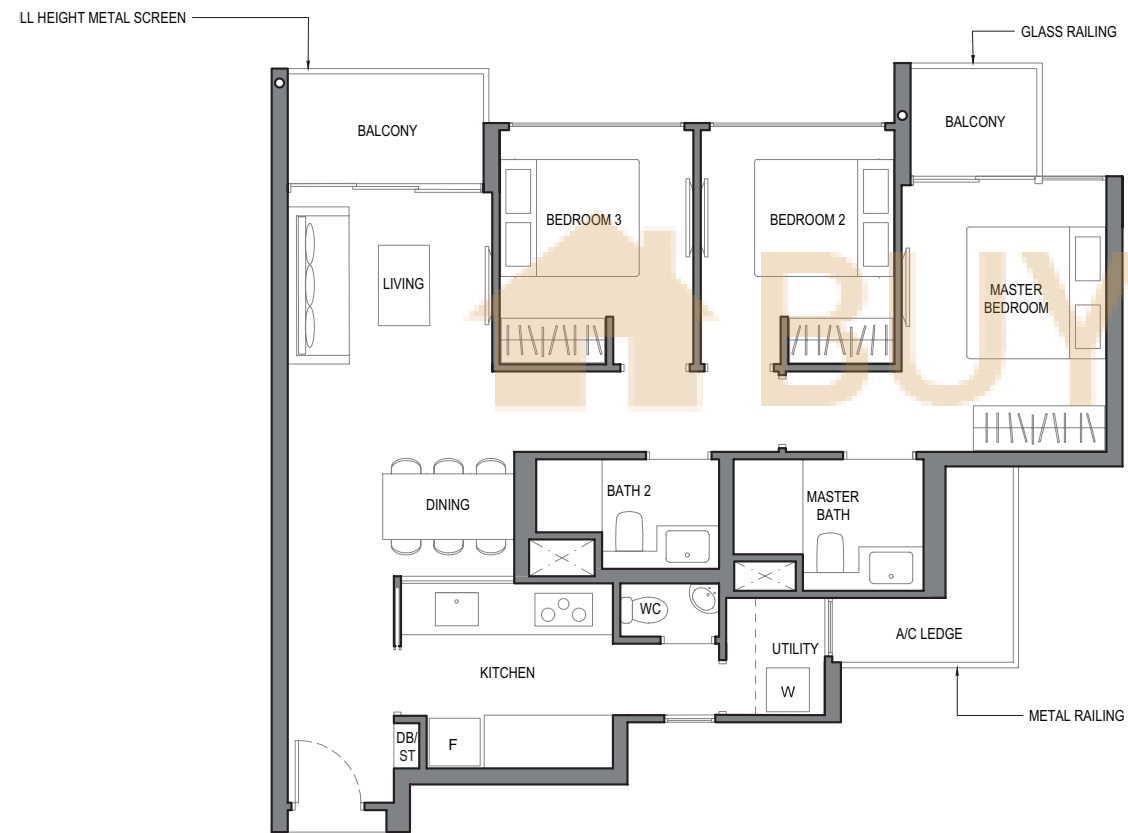 LL HEIGHT METAL SCREEN
GLASS RAILING
BALCONY
BALCONY
BEDROOM 3
BEDROOM 2
LIVING
MASTER
BEDROOM
BUY
BATH 2
MASTER
BATH
DINING
WC
A/C LEDGE
UTILITY
KITCHEN
W
METAL RAILING
DB/
ST
F